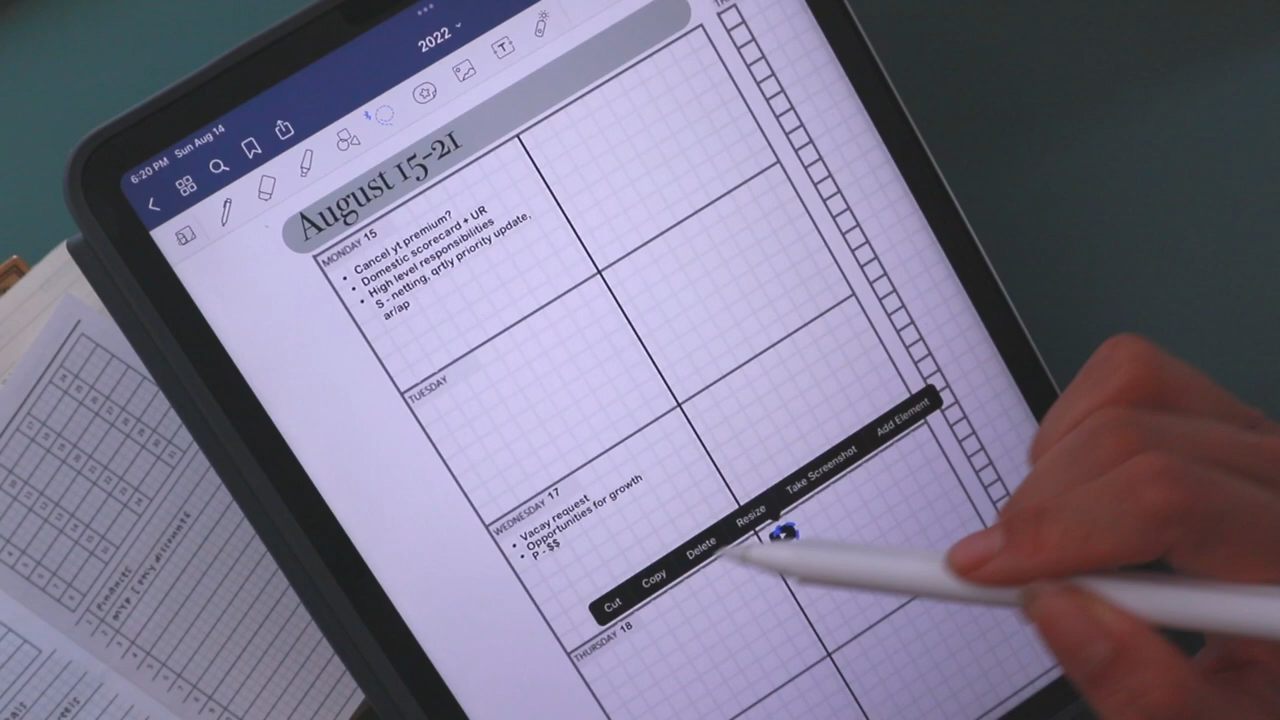 6:20 PM Sun Aug 14
2022
August 15-21
MONDAY 15
• Cancel yt premium?
• Domestic scorecard + UR
• High level responsibilities
• S - netting, qrtly priority update,
ar/ap
TUESDAY
WEDNESDAY 17
• Vacay request
• Opportunities for growth
• P - $$
Cut Copy Delete Resize Take Screenshot Add Element
THURSDAY 18